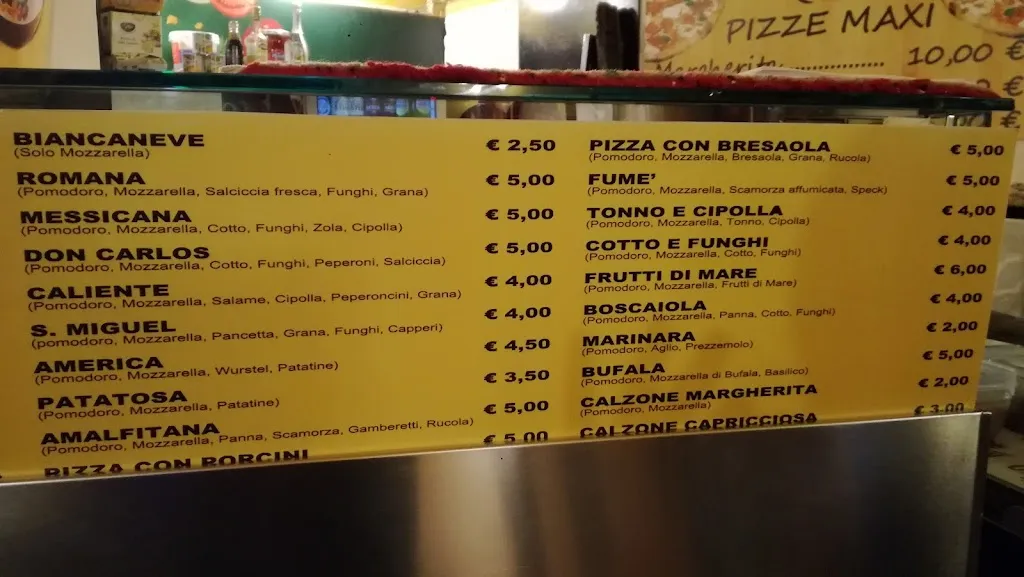 PIZZE MAXI
Margherita ................. 10,00 €
€
€
BIANCANEVE € 2,50
(Solo Mozzarella)
ROMANA € 5,00
(Pomodoro, Mozzarella, Salciccia fresca, Funghi, Grana)
MESSICANA € 5,00
(Pomodoro, Mozzarella, Cotto, Funghi, Zola, Cipolla)
DON CARLOS € 5,00
(Pomodoro, Mozzarella, Cotto, Funghi, Peperoni, Salciccia)
CALIENTE € 4,00
(Pomodoro, Mozzarella, Salame, Cipolla, Peperoncini, Grana)
S. MIGUEL € 4,00
(pomodoro, Mozzarella, Pancetta, Grana, Funghi, Capperi)
AMERICA € 4,50
(Pomodoro, Mozzarella, Wurstel, Patatine)
PATATOSA € 3,50
(Pomodoro, Mozzarella, Patatine)
AMALFITANA € 5,00
(Pomodoro, Mozzarella, Panna, Scamorza, Gamberetti, Rucola)
PIZZA CON PORCINI € 5,00
PIZZA CON BRESAOLA € 5,00
(Pomodoro, Mozzarella, Bresaola, Grana, Rucola)
FUME' € 5,00
(Pomodoro, Mozzarella, Scamorza affumicata, Speck)
TONNO E CIPOLLA € 4,00
(Pomodoro, Mozzarella, Tonno, Cipolla)
COTTO E FUNGHI € 4,00
(Pomodoro, Mozzarella, Cotto, Funghi)
FRUTTI DI MARE € 6,00
(Pomodoro, Mozzarella, Frutti di Mare)
BOSCAIOLA € 4,00
(Pomodoro, Mozzarella, Panna, Cotto, Funghi)
MARINARA € 2,00
(Pomodoro, Aglio, Prezzemolo)
BUFALA € 5,00
(Pomodoro, Mozzarella di Bufala, Basilico)
CALZONE MARGHERITA € 2,00
(Pomodoro, Mozzarella)
CALZONE CAPRICCIOSA € 3,00